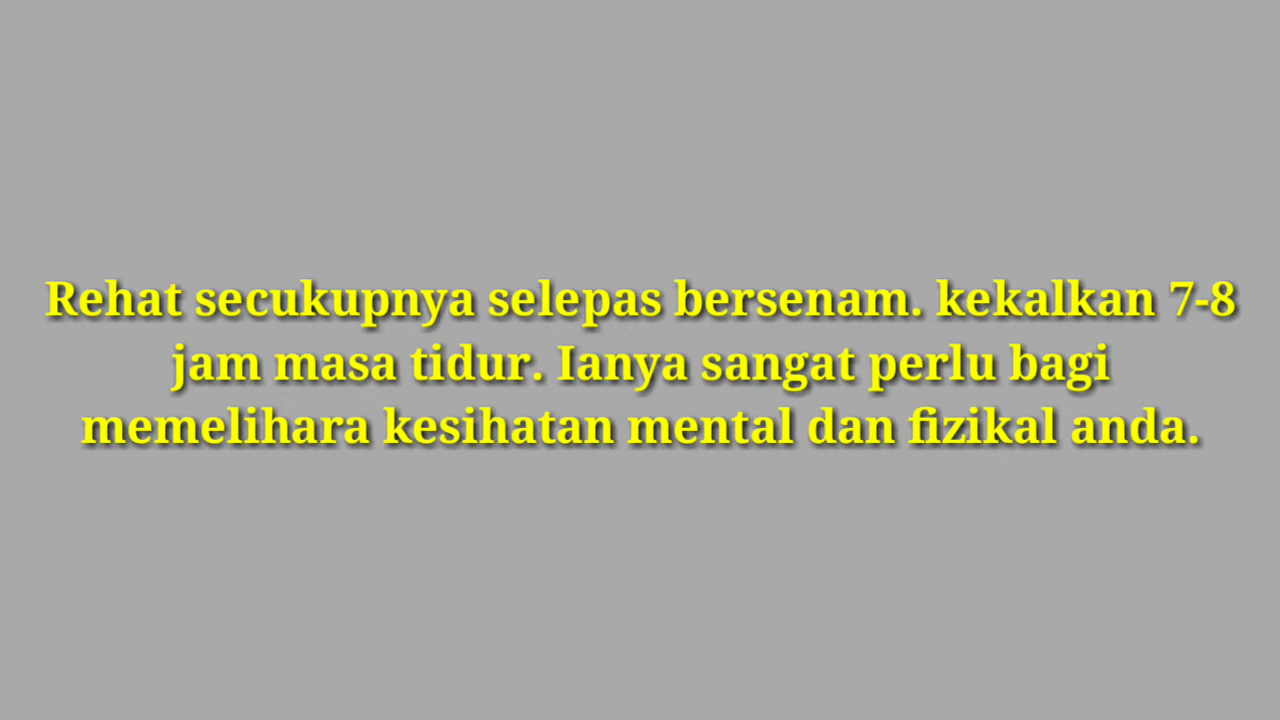 Rehat secukupnya selepas bersenam. kekalkan 7-8
jam masa tidur. Ianya sangat perlu bagi
memelihara kesihatan mental dan fizikal anda.